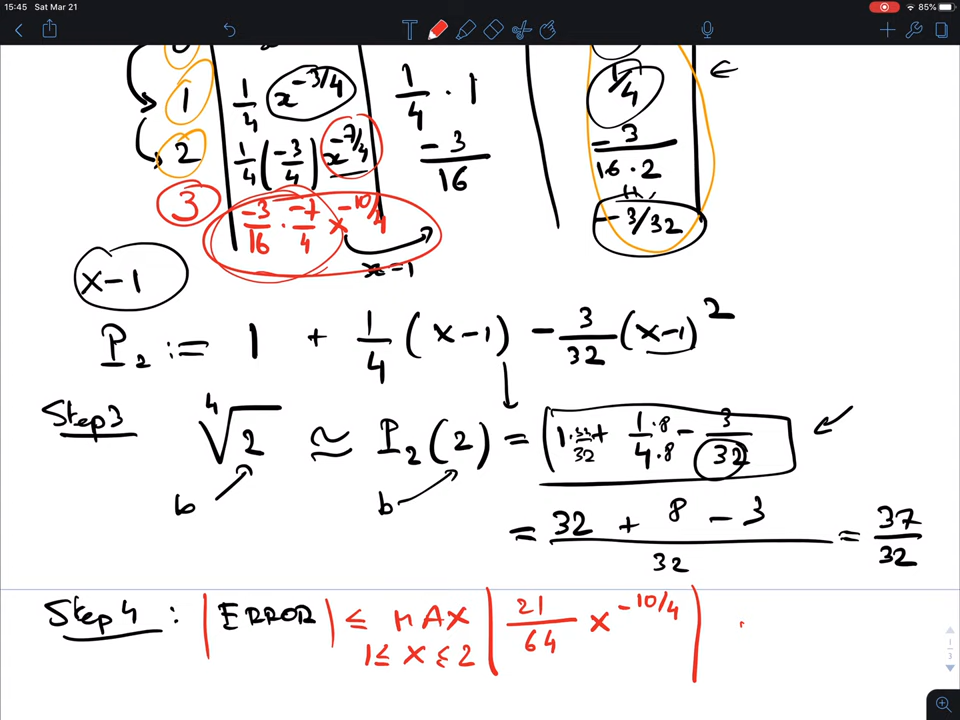 15:45 Sat Mar 21 85%
1 1/4 x^(-3/4) 1/4 · 1 1/4 ←
2 1/4 (-3/4) x^(-7/4) -3/16 -3/(16·2)
3 -3/16 · -7/4 x^(-10/4) = -3/32
x=1
x-1
P₂ := 1 + 1/4 (x-1) - 3/32 (x-1)²
Step3 ⁴√2 ≅ P₂(2) = 1·32/32 + 1·8/4·8 - 3/32
b b
= (32 + 8 - 3)/32 = 37/32
Step 4 : |ERROR| ≤ MAX |21/64 x^(-10/4)|
1≤ x ≤2